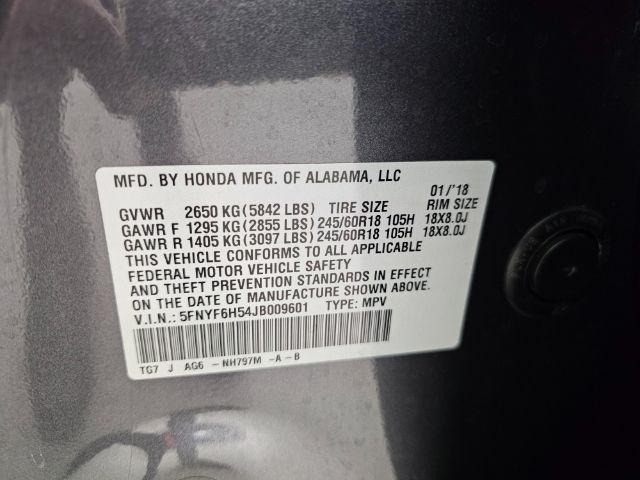 MFD. BY HONDA MFG. OF ALABAMA, LLC 01/'18
GVWR 2650 KG(5842 LBS) TIRE SIZE RIM SIZE
GAWR F 1295 KG(2855 LBS)245/60R18 105H 18X8.0J
GAWR R 1405 KG(3097 LBS)245/60R18 105H 18X8.0J
THIS VEHICLE CONFORMS TO ALL APPLICABLE
FEDERAL MOTOR VEHICLE SAFETY
AND THEFT PREVENTION STANDARDS IN EFFECT
ON THE DATE OF MANUFACTURE SHOWN ABOVE.
V.I.N.: 5FNYF6H54JB009601 TYPE: MPV
TG7 J AG6 -NH797M -A-B